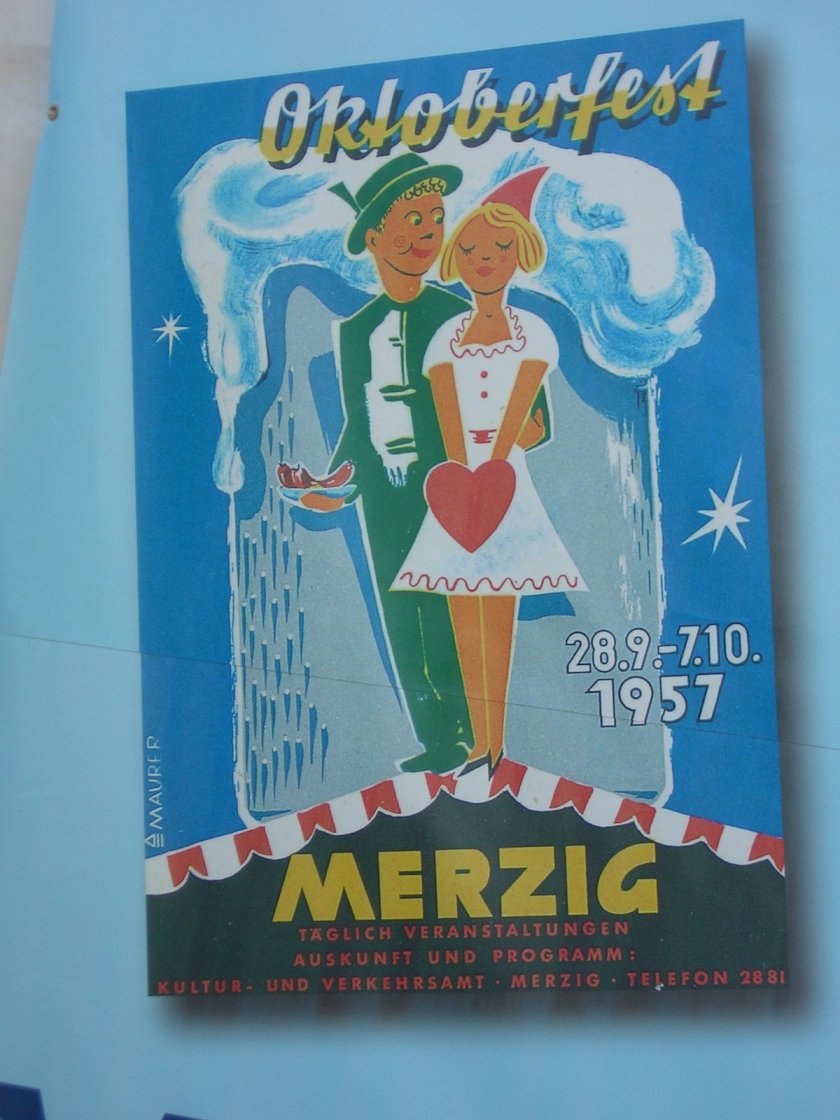 Oktoberfest
28.9.-7.10.
1957
MAURER
MERZIG
TÄGLICH VERANSTALTUNGEN
AUSKUNFT UND PROGRAMM:
KULTUR- UND VERKEHRSAMT · MERZIG · TELEFON 2881